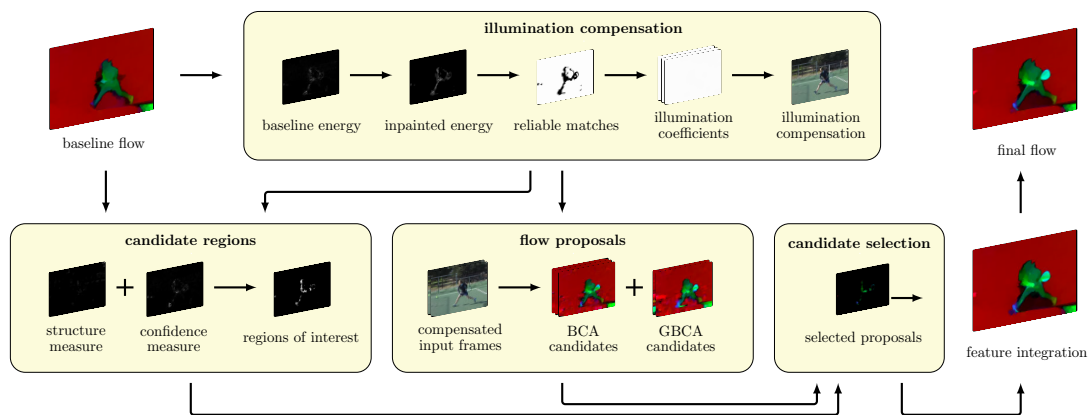 illumination compensation
baseline flow
baseline energy
inpainted energy
reliable matches
illumination
coefficients
illumination
compensation
final flow
candidate regions
structure
measure
confidence
measure
regions of interest
flow proposals
compensated
input frames
BCA
candidates
GBCA
candidates
candidate selection
selected proposals
feature integration